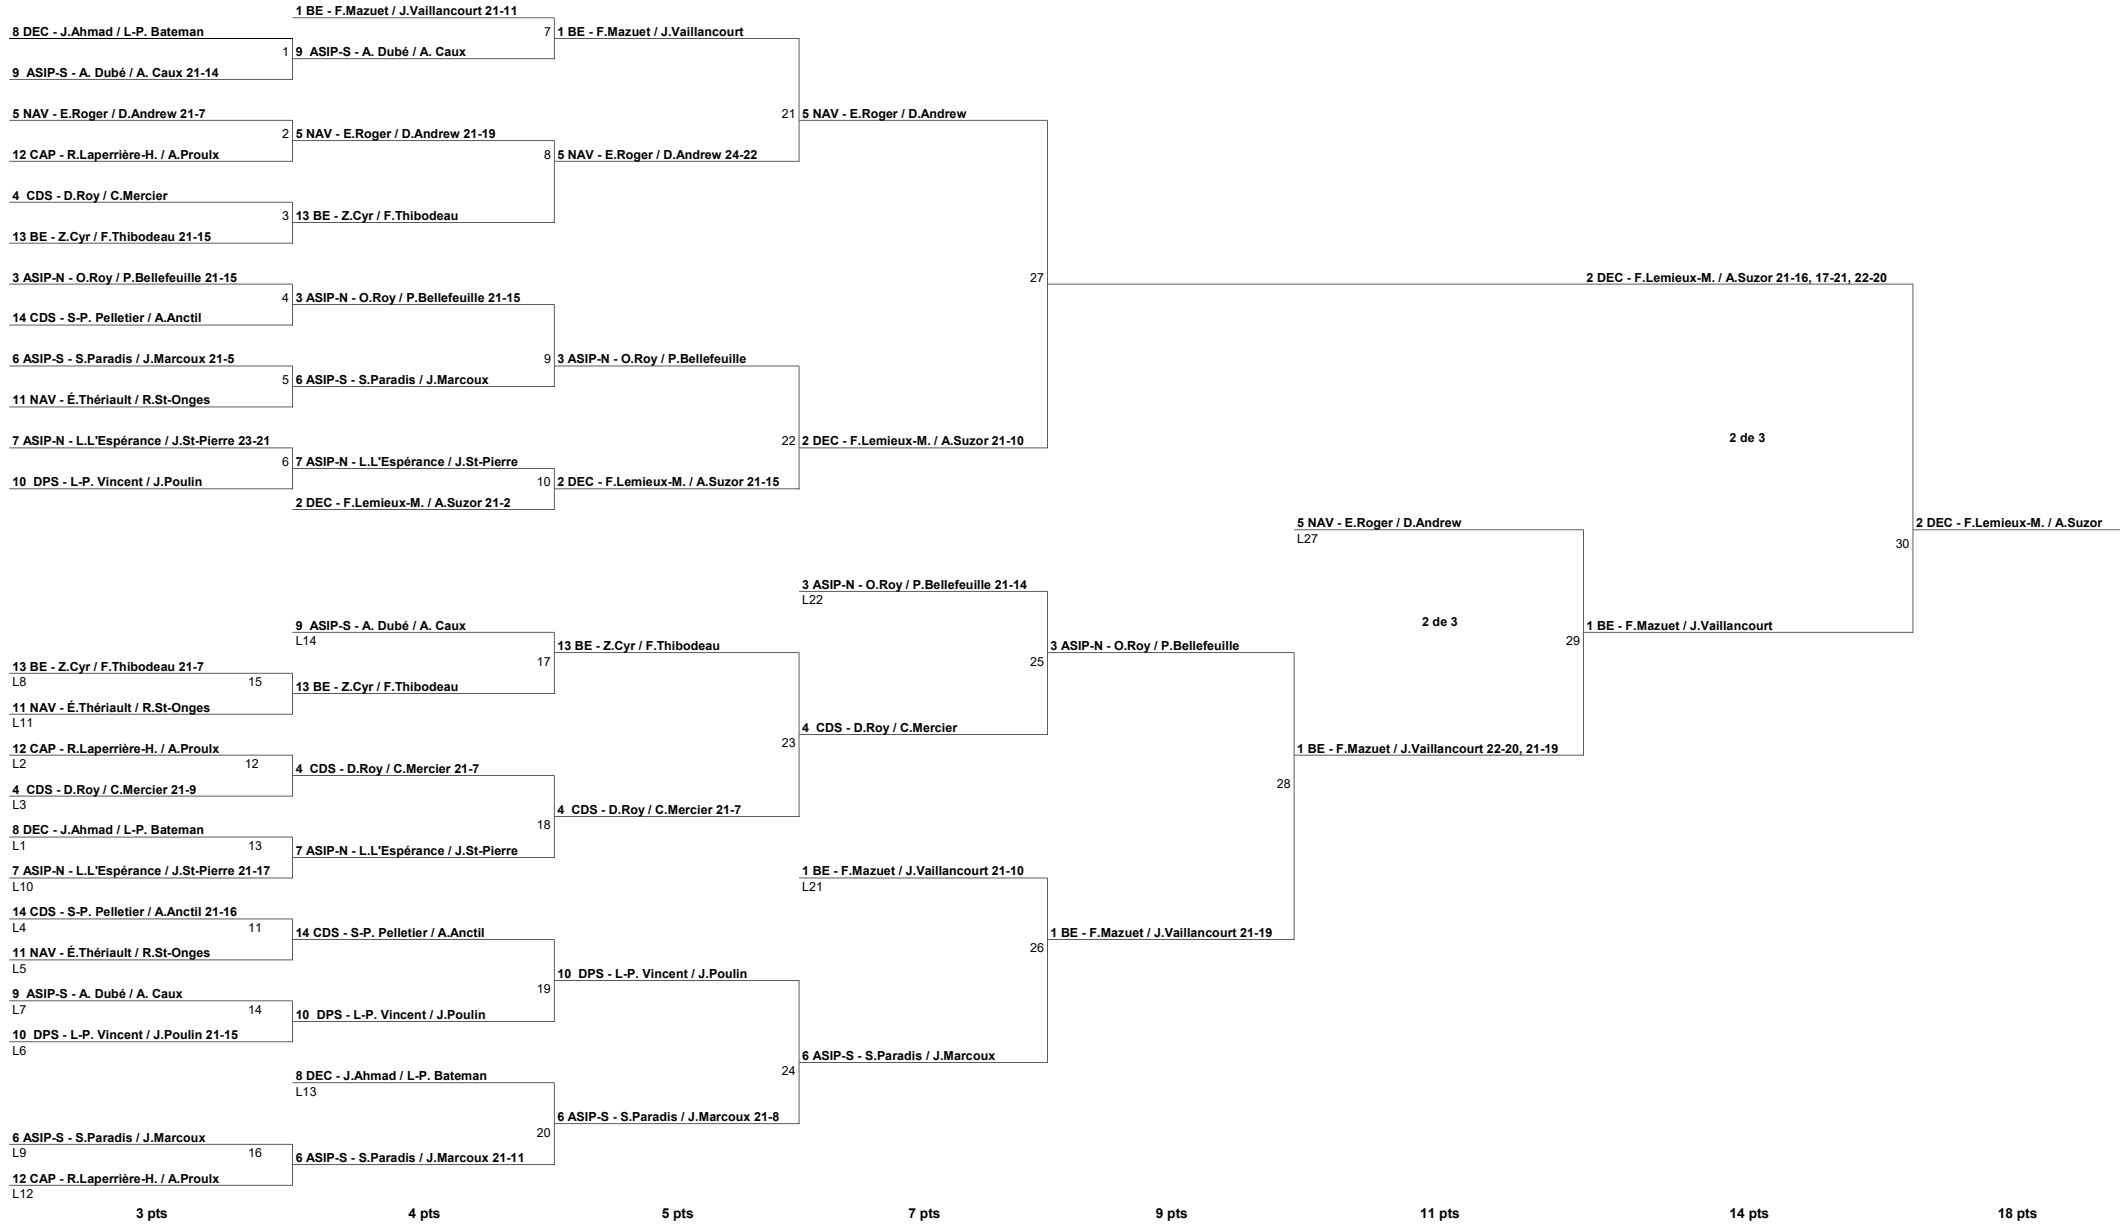 1 BE - F.Mazuet / J.Vaillancourt 21-11
8 DEC - J.Ahmad / L-P. Bateman
7
1 BE - F.Mazuet / J.Vaillancourt
1
9 ASIP-S - A. Dubé / A. Caux
9 ASIP-S - A. Dubé / A. Caux 21-14
5 NAV - E.Roger / D.Andrew 21-7
21
5 NAV - E.Roger / D.Andrew
2
5 NAV - E.Roger / D.Andrew 21-19
12 CAP - R.Laperrière-H. / A.Proulx
8
5 NAV - E.Roger / D.Andrew 24-22
4 CDS - D.Roy / C.Mercier
3
13 BE - Z.Cyr / F.Thibodeau
13 BE - Z.Cyr / F.Thibodeau 21-15
3 ASIP-N - O.Roy / P.Bellefeuille 21-15
27
2 DEC - F.Lemieux-M. / A.Suzor 21-16, 17-21, 22-20
4
3 ASIP-N - O.Roy / P.Bellefeuille 21-15
14 CDS - S-P. Pelletier / A.Anctil
6 ASIP-S - S.Paradis / J.Marcoux 21-5
9
3 ASIP-N - O.Roy / P.Bellefeuille
5
6 ASIP-S - S.Paradis / J.Marcoux
11 NAV - É.Thériault / R.St-Onges
7 ASIP-N - L.L'Espérance / J.St-Pierre 23-21
22
2 DEC - F.Lemieux-M. / A.Suzor 21-10
2 de 3
6
7 ASIP-N - L.L'Espérance / J.St-Pierre
10 DPS - L-P. Vincent / J.Poulin
10
2 DEC - F.Lemieux-M. / A.Suzor 21-15
2 DEC - F.Lemieux-M. / A.Suzor 21-2
5 NAV - E.Roger / D.Andrew
L27
2 DEC - F.Lemieux-M. / A.Suzor
30
3 ASIP-N - O.Roy / P.Bellefeuille 21-14
L22
9 ASIP-S - A. Dubé / A. Caux
L14
2 de 3
29
1 BE - F.Mazuet / J.Vaillancourt
17
13 BE - Z.Cyr / F.Thibodeau
25
3 ASIP-N - O.Roy / P.Bellefeuille
13 BE - Z.Cyr / F.Thibodeau 21-7
L8
15
13 BE - Z.Cyr / F.Thibodeau
11 NAV - É.Thériault / R.St-Onges
L11
4 CDS - D.Roy / C.Mercier
23
12 CAP - R.Laperrière-H. / A.Proulx
L2
12
4 CDS - D.Roy / C.Mercier 21-7
1 BE - F.Mazuet / J.Vaillancourt 22-20, 21-19
28
4 CDS - D.Roy / C.Mercier 21-9
L3
18
4 CDS - D.Roy / C.Mercier 21-7
8 DEC - J.Ahmad / L-P. Bateman
L1
13
7 ASIP-N - L.L'Espérance / J.St-Pierre
7 ASIP-N - L.L'Espérance / J.St-Pierre 21-17
L10
1 BE - F.Mazuet / J.Vaillancourt 21-10
L21
14 CDS - S-P. Pelletier / A.Anctil 21-16
L4
11
14 CDS - S-P. Pelletier / A.Anctil
26
1 BE - F.Mazuet / J.Vaillancourt 21-19
11 NAV - É.Thériault / R.St-Onges
L5
19
10 DPS - L-P. Vincent / J.Poulin
9 ASIP-S - A. Dubé / A. Caux
L7
14
10 DPS - L-P. Vincent / J.Poulin
10 DPS - L-P. Vincent / J.Poulin 21-15
L6
24
6 ASIP-S - S.Paradis / J.Marcoux
8 DEC - J.Ahmad / L-P. Bateman
L13
20
6 ASIP-S - S.Paradis / J.Marcoux 21-8
6 ASIP-S - S.Paradis / J.Marcoux
L9
16
6 ASIP-S - S.Paradis / J.Marcoux 21-11
12 CAP - R.Laperrière-H. / A.Proulx
L12
3 pts
4 pts
5 pts
7 pts
9 pts
11 pts
14 pts
18 pts